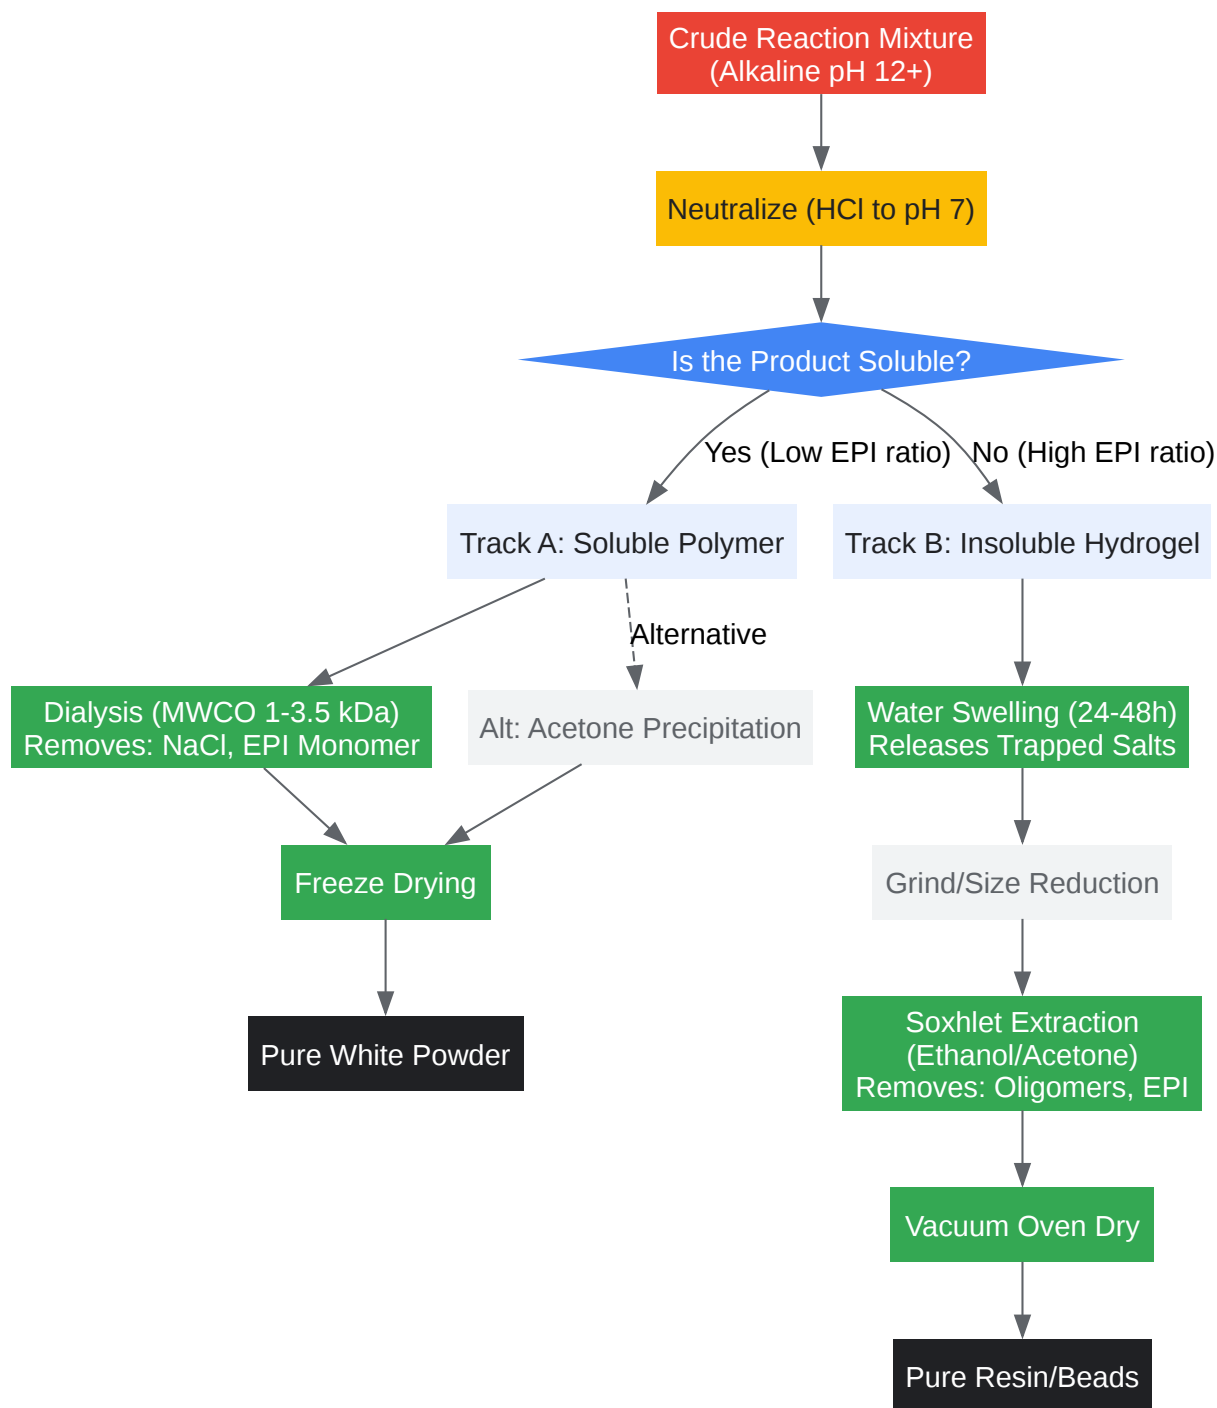 Crude Reaction Mixture
(Alkaline pH 12+)
Neutralize (HCl to pH 7)
Is the Product Soluble?
Yes (Low EPI ratio)
No (High EPI ratio)
Track A: Soluble Polymer
Track B: Insoluble Hydrogel
Alternative
Dialysis (MWCO 1-3.5 kDa)
Removes: NaCl, EPI Monomer
Alt: Acetone Precipitation
Water Swelling (24-48h)
Releases Trapped Salts
Freeze Drying
Grind/Size Reduction
Pure White Powder
Soxhlet Extraction
(Ethanol/Acetone)
Removes: Oligomers, EPI
Vacuum Oven Dry
Pure Resin/Beads